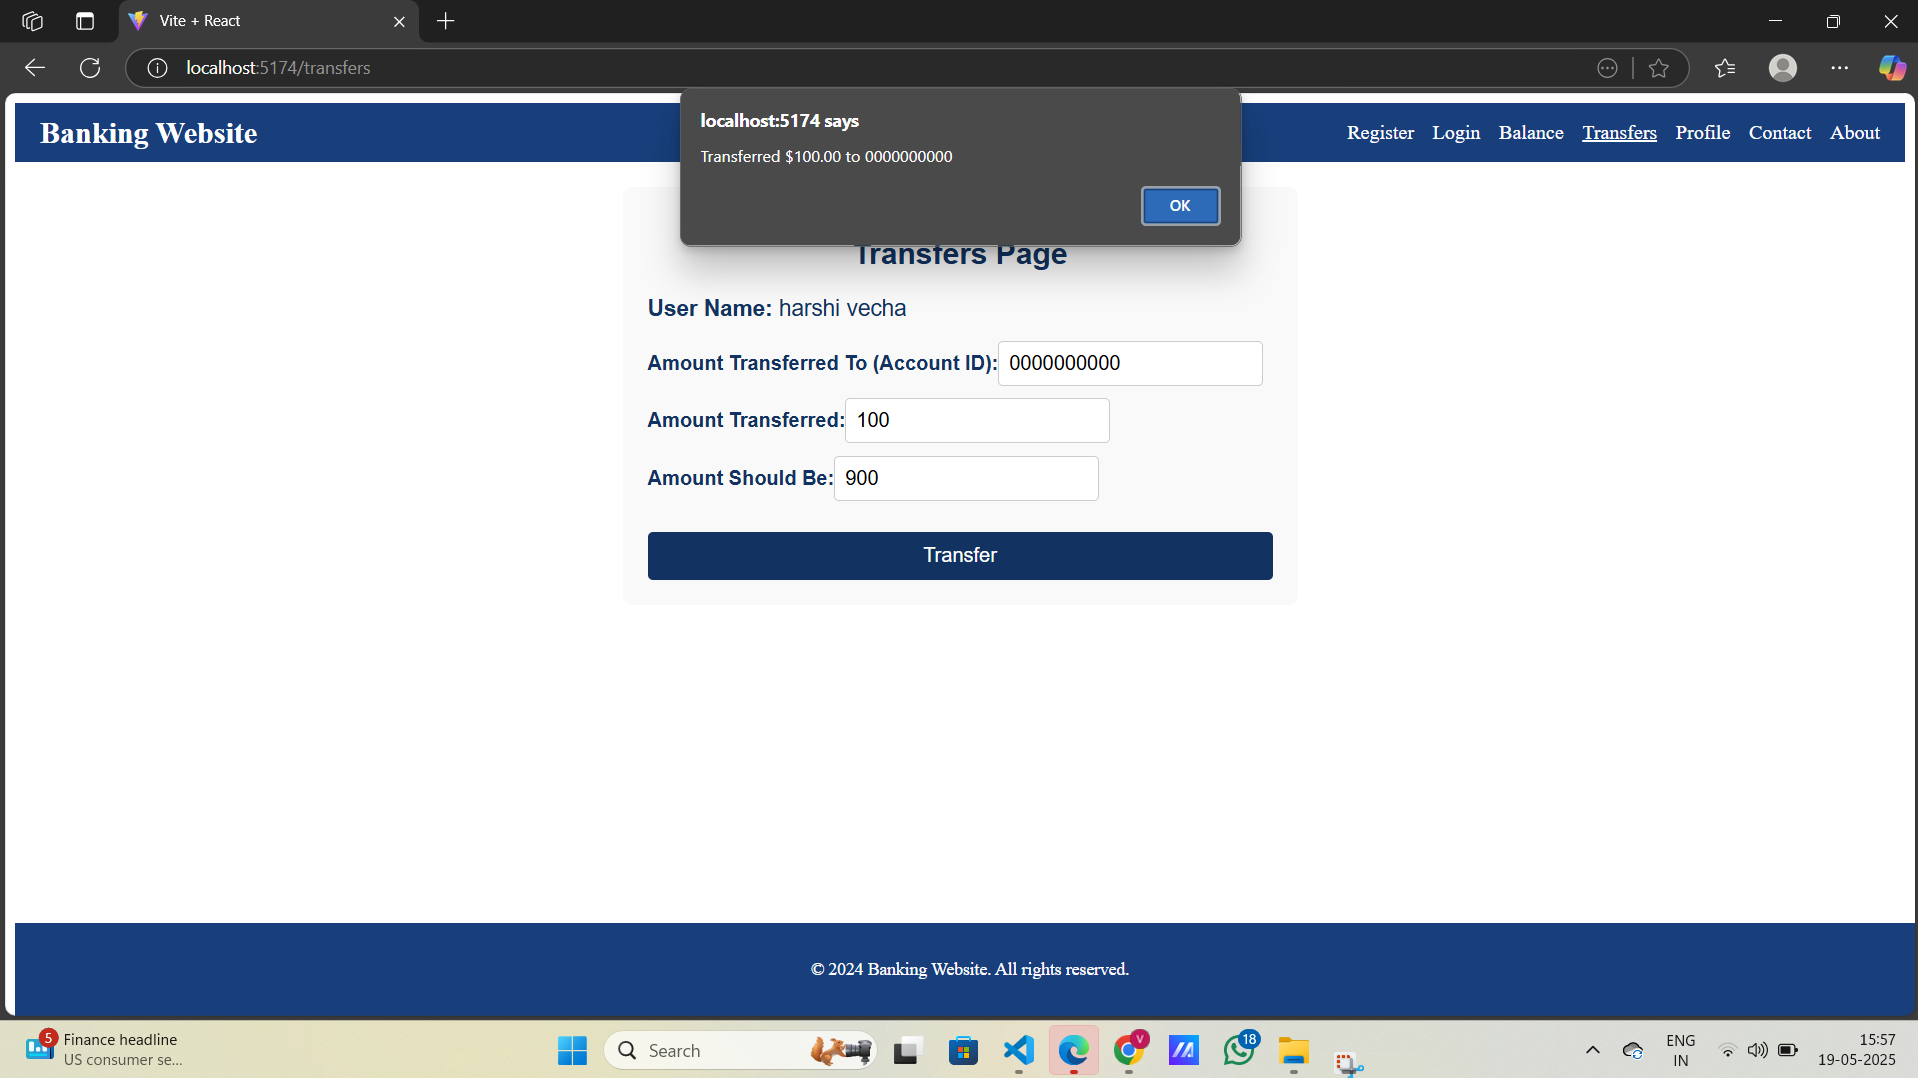 Vite + React
localhost:5174/transfers
Banking Website
Register Login Balance Transfers Profile Contact About
localhost:5174 says
Transferred $100.00 to 0000000000
OK
Transfers Page
User Name: harshi vecha
Amount Transferred To (Account ID): 0000000000
Amount Transferred: 100
Amount Should Be: 900
Transfer
© 2024 Banking Website. All rights reserved.
5
Finance headline
US consumer se...
Search
V
18
ENG
IN
15:57
19-05-2025